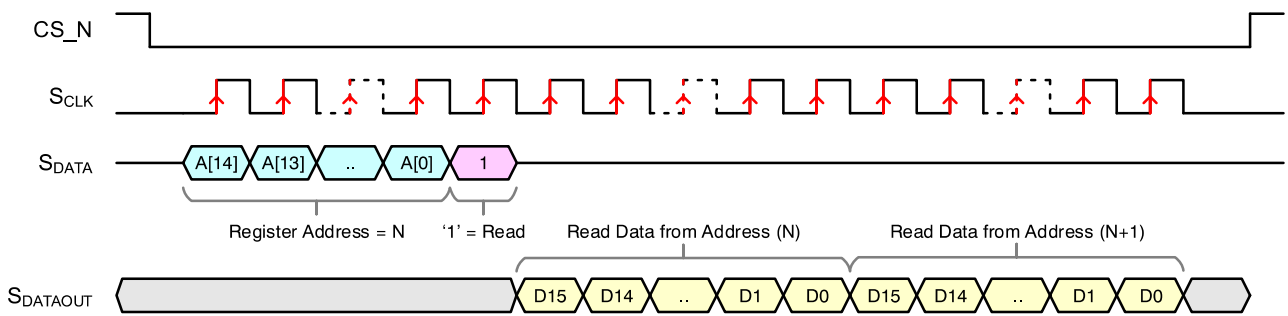 CS_N
SCLK
SDATA
A[14] A[13] .. A[0] 1
Register Address = N ‘1’ = Read Read Data from Address (N) Read Data from Address (N+1)
SDATAOUT
D15 D14 .. D1 D0 D15 D14 .. D1 D0